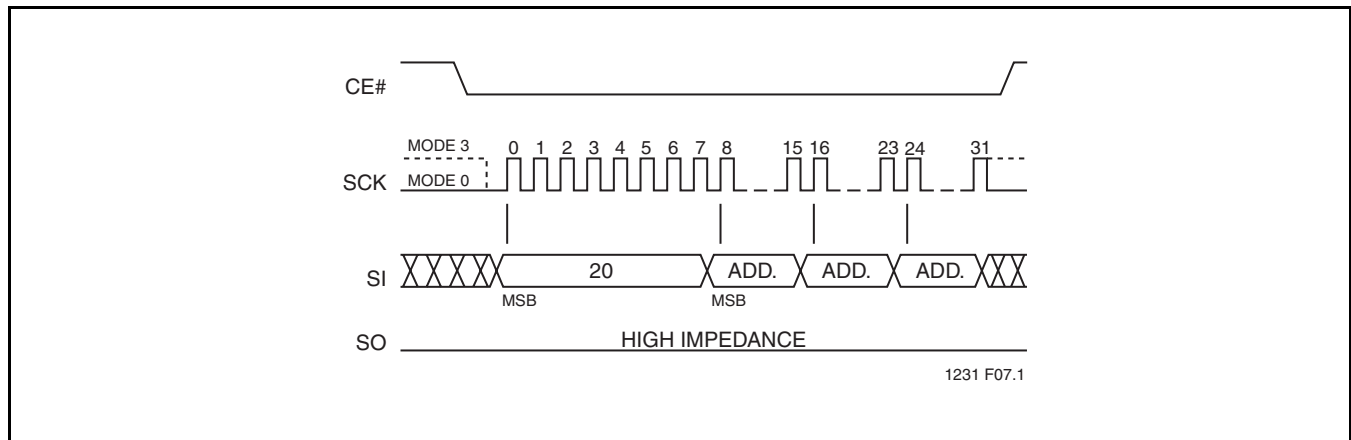 CE#
MODE 3
0 1 2 3 4 5 6 7 8 15 16 23 24 31
SCK
MODE 0
SI
20 ADD. ADD. ADD.
MSB MSB
SO
HIGH IMPEDANCE
1231 F07.1